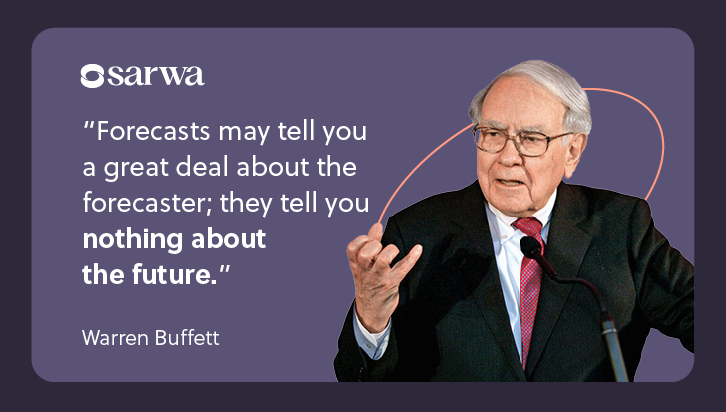 sarwa
“Forecasts may tell you
a great deal about the
forecaster; they tell you
nothing about
the future.”
Warren Buffett